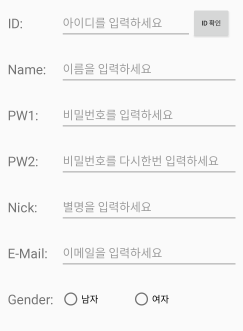 ID: 아이디를 입력하세요 ID 확인
Name: 이름을 입력하세요
PW1: 비밀번호를 입력하세요
PW2: 비밀번호를 다시한번 입력하세요
Nick: 별명을 입력하세요
E-Mail: 이메일을 입력하세요
Gender: 남자 여자